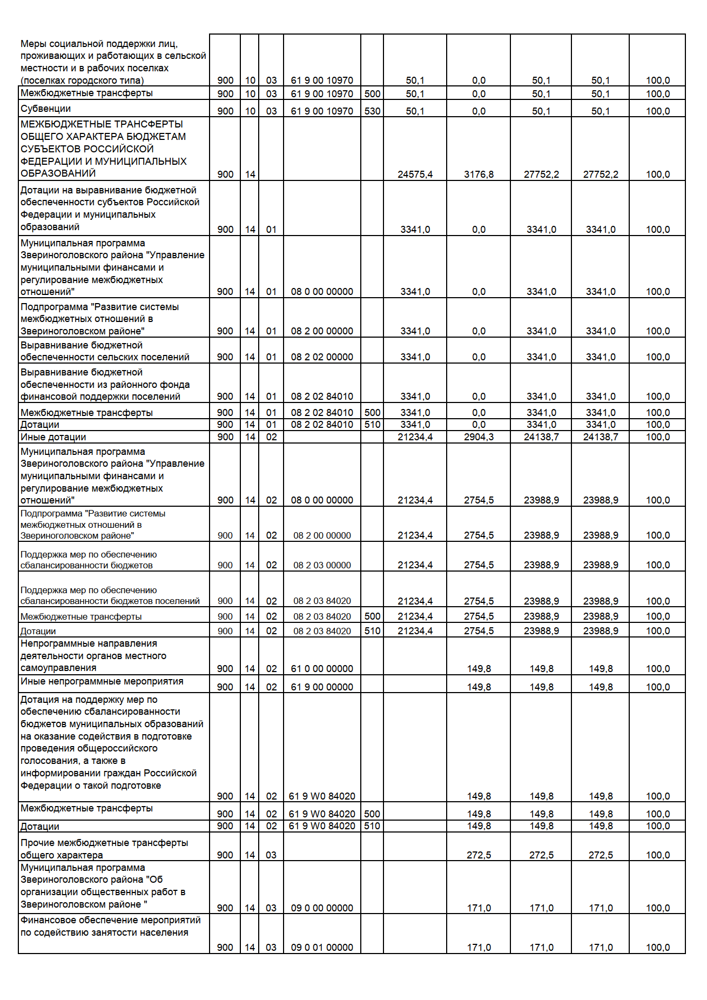 Меры социальной поддержки лиц,
проживающих и работающих в сельской
местности и в рабочих поселках
(поселках городского типа) 900 10 03 61 9 00 10970 50,1 0,0 50,1 50,1 100,0
Межбюджетные трансферты 900 10 03 61 9 00 10970 500 50,1 0,0 50,1 50,1 100,0
Субвенции 900 10 03 61 9 00 10970 530 50,1 0,0 50,1 50,1 100,0
МЕЖБЮДЖЕТНЫЕ ТРАНСФЕРТЫ
ОБЩЕГО ХАРАКТЕРА БЮДЖЕТАМ
СУБЪЕКТОВ РОССИЙСКОЙ
ФЕДЕРАЦИИ И МУНИЦИПАЛЬНЫХ
ОБРАЗОВАНИЙ 900 14 24575,4 3176,8 27752,2 27752,2 100,0
Дотации на выравнивание бюджетной
обеспеченности субъектов Российской
Федерации и муниципальных
образований 900 14 01 3341,0 0,0 3341,0 3341,0 100,0
Муниципальная программа
Звериноголовского района "Управление
муниципальными финансами и
регулирование межбюджетных
отношений" 900 14 01 08 0 00 00000 3341,0 0,0 3341,0 3341,0 100,0
Подпрограмма "Развитие системы
межбюджетных отношений в
Звериноголовском районе" 900 14 01 08 2 00 00000 3341,0 0,0 3341,0 3341,0 100,0
Выравнивание бюджетной
обеспеченности сельских поселений 900 14 01 08 2 02 00000 3341,0 0,0 3341,0 3341,0 100,0
Выравнивание бюджетной
обеспеченности из районного фонда
финансовой поддержки поселений 900 14 01 08 2 02 84010 3341,0 0,0 3341,0 3341,0 100,0
Межбюджетные трансферты 900 14 01 08 2 02 84010 500 3341,0 0,0 3341,0 3341,0 100,0
Дотации 900 14 01 08 2 02 84010 510 3341,0 0,0 3341,0 3341,0 100,0
Иные дотации 900 14 02 21234,4 2904,3 24138,7 24138,7 100,0
Муниципальная программа
Звериноголовского района "Управление
муниципальными финансами и
регулирование межбюджетных
отношений" 900 14 02 08 0 00 00000 21234,4 2754,5 23988,9 23988,9 100,0
Подпрограмма "Развитие системы
межбюджетных отношений в
Звериноголовском районе" 900 14 02 08 2 00 00000 21234,4 2754,5 23988,9 23988,9 100,0
Поддержка мер по обеспечению
сбалансированности бюджетов 900 14 02 08 2 03 00000 21234,4 2754,5 23988,9 23988,9 100,0
Поддержка мер по обеспечению
сбалансированности бюджетов поселений 900 14 02 08 2 03 84020 21234,4 2754,5 23988,9 23988,9 100,0
Межбюджетные трансферты 900 14 02 08 2 03 84020 500 21234,4 2754,5 23988,9 23988,9 100,0
Дотации 900 14 02 08 2 03 84020 510 21234,4 2754,5 23988,9 23988,9 100,0
Непрограммные направления
деятельности органов местного
самоуправления 900 14 02 61 0 00 00000 149,8 149,8 149,8 100,0
Иные непрограммные мероприятия 900 14 02 61 9 00 00000 149,8 149,8 149,8 100,0
Дотация на поддержку мер по
обеспечению сбалансированности
бюджетов муниципальных образований
на оказание содействия в подготовке
проведения общероссийского
голосования, а также в
информировании граждан Российской
Федерации о такой подготовке
900 14 02 61 9 W0 84020 149,8 149,8 149,8 100,0
Межбюджетные трансферты 900 14 02 61 9 W0 84020 500 149,8 149,8 149,8 100,0
Дотации 900 14 02 61 9 W0 84020 510 149,8 149,8 149,8 100,0
Прочие межбюджетные трансферты
общего характера 900 14 03 272,5 272,5 272,5 100,0
Муниципальная программа
Звериноголовского района "Об
организации общественных работ в
Звериноголовском районе " 900 14 03 09 0 00 00000 171,0 171,0 171,0 100,0
Финансовое обеспечение мероприятий
по содействию занятости населения
900 14 03 09 0 01 00000 171,0 171,0 171,0 100,0